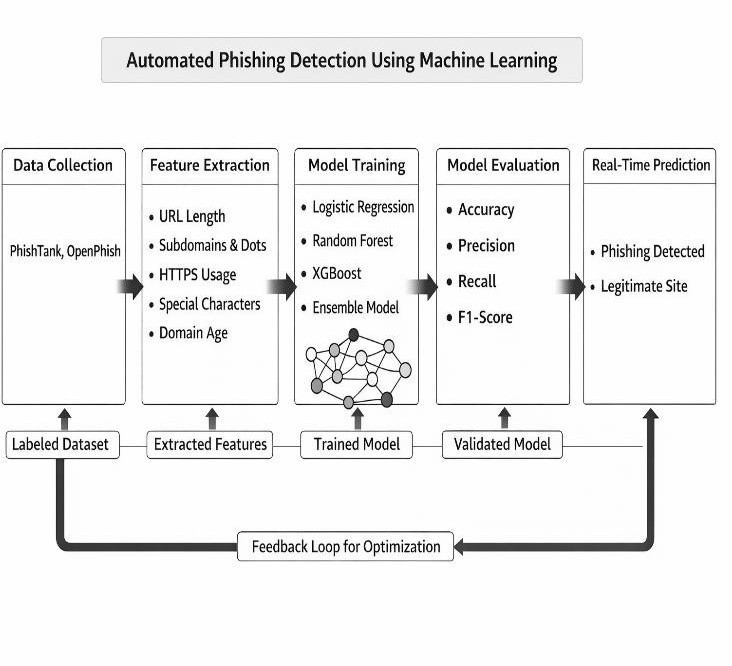 Automated Phishing Detection Using Machine Learning
Data Collection
PhishTank, OpenPhish
Feature Extraction
• URL Length
• Subdomains & Dots
• HTTPS Usage
• Special Characters
• Domain Age
Model Training
• Logistic Regression
• Random Forest
• XGBoost
• Ensemble Model
Model Evaluation
• Accuracy
• Precision
• Recall
• F1-Score
Real-Time Prediction
• Phishing Detected
• Legitimate Site
Labeled Dataset
Extracted Features
Trained Model
Validated Model
Feedback Loop for Optimization